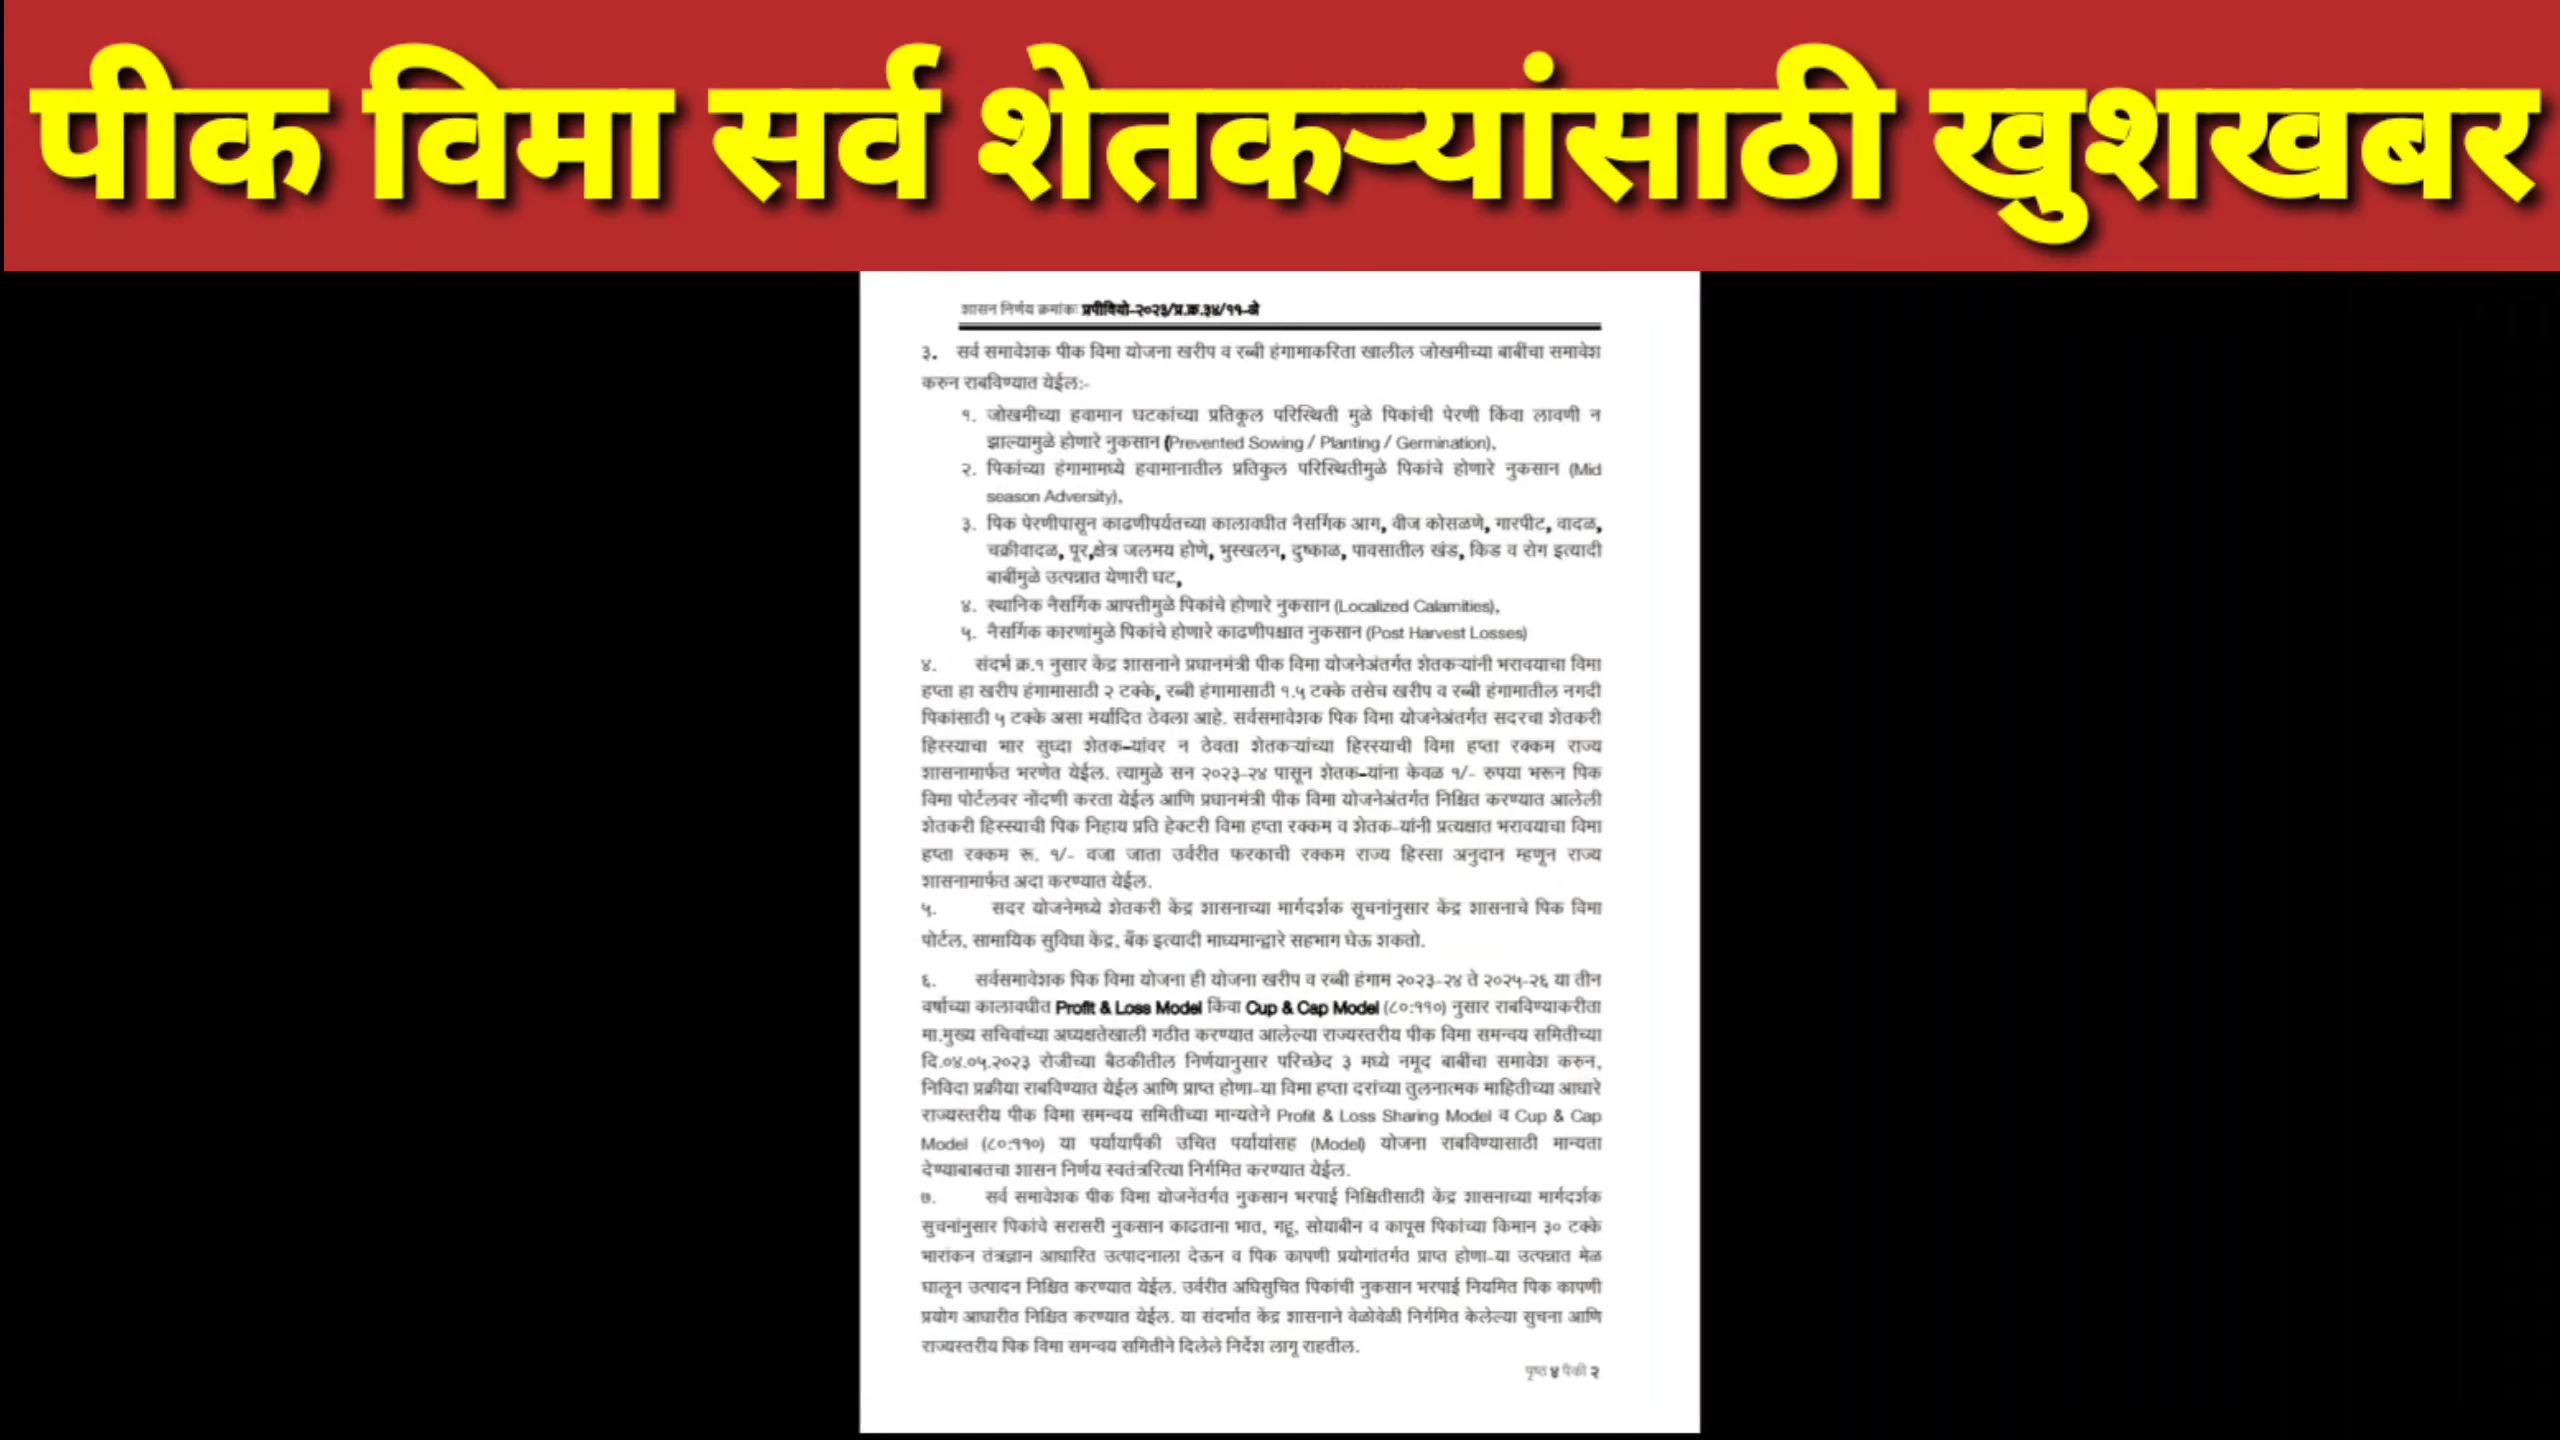 पीक विमा सर्व शेतकऱ्यांसाठी खुशखबर
शासन निर्णय क्रमांकः प्रपीवियो-२०२३/प्र.क्र.३४/११-अे
३. सर्व समावेशक पीक विमा योजना खरीप व रब्बी हंगामाकरिता खालील जोखमीच्या बाबींचा समावेश
करुन राबविण्यात येईल:-
१. जोखमीच्या हवामान घटकांच्या प्रतिकूल परिस्थिती मुळे पिकांची पेरणी किंवा लावणी न
झाल्यामुळे होणारे नुकसान (Prevented Sowing / Planting / Germination),
२. पिकांच्या हंगामामध्ये हवामानातील प्रतिकुल परिस्थितीमुळे पिकांचे होणारे नुकसान (Mid
season Adversity),
३. पिक पेरणीपासून काढणीपर्यंतच्या कालावधीत नैसर्गिक आग, वीज कोसळणे, गारपीट, वादळ,
चक्रीवादळ, पूर,क्षेत्र जलमय होणे, भुस्खलन, दुष्काळ, पावसातील खंड, किड व रोग इत्यादी
बाबींमुळे उत्पन्नात येणारी घट,
४. स्थानिक नैसर्गिक आपत्तीमुळे पिकांचे होणारे नुकसान (Localized Calamities),
५. नैसर्गिक कारणांमुळे पिकांचे होणारे काढणीपश्चात नुकसान (Post Harvest Losses)
४. संदर्भ क्र.१ नुसार केंद्र शासनाने प्रधानमंत्री पीक विमा योजनेअंतर्गत शेतकऱ्यांनी भरावयाचा विमा
हप्ता हा खरीप हंगामासाठी २ टक्के, रब्बी हंगामासाठी १.५ टक्के तसेच खरीप व रब्बी हंगामातील नगदी
पिकांसाठी ५ टक्के असा मर्यादित ठेवला आहे. सर्वसमावेशक पिक विमा योजनेअंतर्गत सदरचा शेतकरी
हिस्स्याचा भार सुध्दा शेतक-यांवर न ठेवता शेतकऱ्यांच्या हिस्स्याची विमा हप्ता रक्कम राज्य
शासनामार्फत भरणेत येईल. त्यामुळे सन २०२३-२४ पासून शेतक-यांना केवळ १/- रुपया भरून पिक
विमा पोर्टलवर नोंदणी करता येईल आणि प्रधानमंत्री पीक विमा योजनेअंतर्गत निश्चित करण्यात आलेली
शेतकरी हिस्स्याची पिक निहाय प्रति हेक्टरी विमा हप्ता रक्कम व शेतक-यांनी प्रत्यक्षात भरावयाचा विमा
हप्ता रक्कम रू. १/- वजा जाता उर्वरीत फरकाची रक्कम राज्य हिस्सा अनुदान म्हणून राज्य
शासनामार्फत अदा करण्यात येईल.
५. सदर योजनेमध्ये शेतकरी केंद्र शासनाच्या मार्गदर्शक सूचनांनुसार केंद्र शासनाचे पिक विमा
पोर्टल, सामायिक सुविधा केंद्र, बँक इत्यादी माध्यमान्द्वारे सहभाग घेऊ शकतो.
६. सर्वसमावेशक पिक विमा योजना ही योजना खरीप व रब्बी हंगाम २०२३-२४ ते २०२५-२६ या तीन
वर्षाच्या कालावधीत Profit & Loss Model किंवा Cup & Cap Model (८०:११०) नुसार राबविण्याकरीता
मा.मुख्य सचिवांच्या अध्यक्षतेखाली गठीत करण्यात आलेल्या राज्यस्तरीय पीक विमा समन्वय समितीच्या
दि.०४.०५.२०२३ रोजीच्या बैठकीतील निर्णयानुसार परिच्छेद ३ मध्ये नमूद बाबींचा समावेश करुन,
निविदा प्रक्रीया राबविण्यात येईल आणि प्राप्त होणा-या विमा हप्ता दरांच्या तुलनात्मक माहितीच्या आधारे
राज्यस्तरीय पीक विमा समन्वय समितीच्या मान्यतेने Profit & Loss Sharing Model व Cup & Cap
Model (८०:११०) या पर्यायापैकी उचित पर्यायांसह (Model) योजना राबविण्यासाठी मान्यता
देण्याबाबतचा शासन निर्णय स्वतंत्ररित्या निर्गमित करण्यात येईल.
७. सर्व समावेशक पीक विमा योजनेंतर्गत नुकसान भरपाई निश्चितीसाठी केंद्र शासनाच्या मार्गदर्शक
सुचनांनुसार पिकांचे सरासरी नुकसान काढताना भात, गहू, सोयाबीन व कापूस पिकांच्या किमान ३० टक्के
भारांकन तंत्रज्ञान आधारित उत्पादनाला देऊन व पिक कापणी प्रयोगांतर्गत प्राप्त होणा-या उत्पन्नात मेळ
घालून उत्पादन निश्चित करण्यात येईल. उर्वरीत अधिसुचित पिकांची नुकसान भरपाई नियमित पिक कापणी
प्रयोग आधारीत निश्चित करण्यात येईल. या संदर्भात केंद्र शासनाने वेळोवेळी निर्गमित केलेल्या सुचना आणि
राज्यस्तरीय पिक विमा समन्वय समितीने दिलेले निर्देश लागू राहतील.
पृष्ठ ४ पैकी २